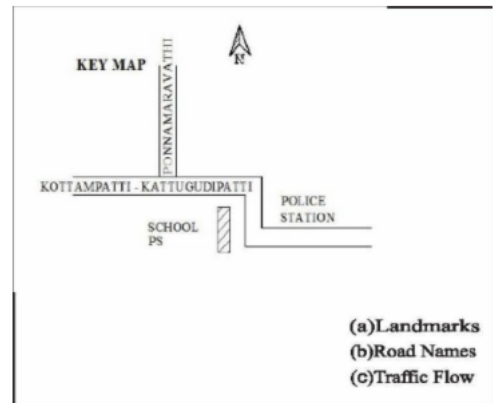 N
KEY MAP
PONNAMARAVATHI
KOTTAMPATTI - KATTUGUDIPATTI
POLICE
STATION
SCHOOL
PS
(a)Landmarks
(b)Road Names
(c)Traffic Flow